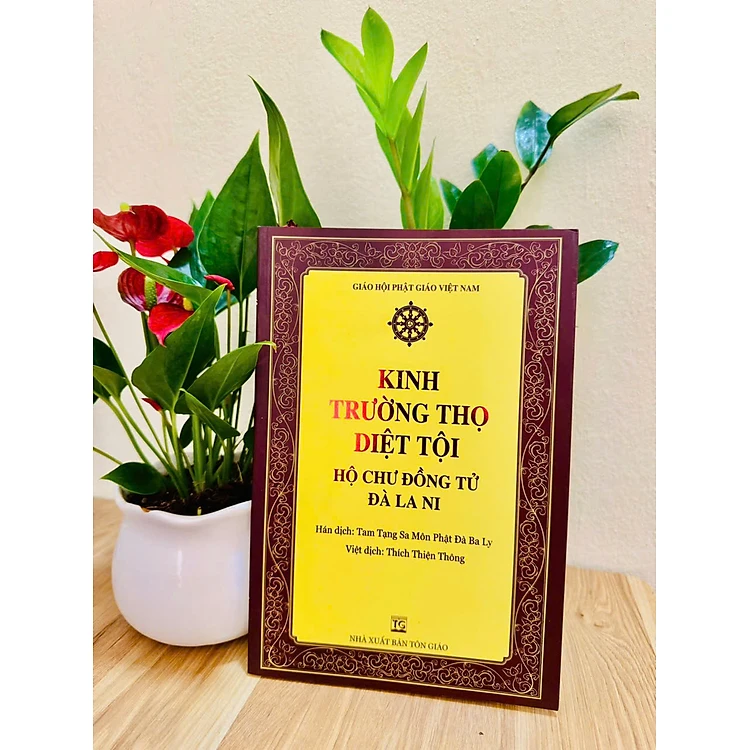 GIÁO HỘI PHẬT GIÁO VIỆT NAM
KINH
TRƯỜNG THỌ
DIỆT TỘI
HỘ CHƯ ĐỒNG TỬ
ĐÀ LA NI
Hán dịch: Tam Tạng Sa Môn Phật Đà Ba Ly
Việt dịch: Thích Thiện Thông
TG
NHÀ XUẤT BẢN TÔN GIÁO